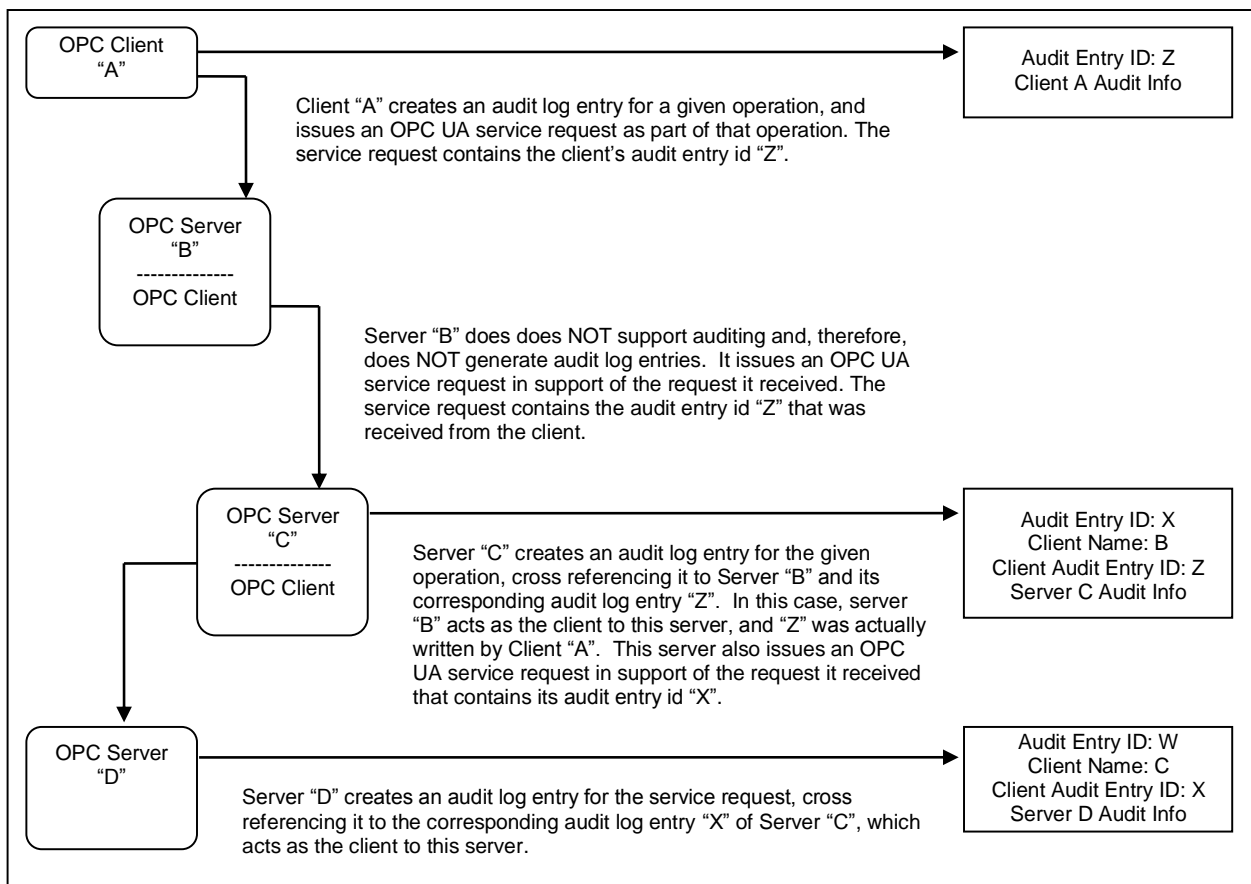 OPC Client
“A”
Audit Entry ID: Z
Client A Audit Info
Client “A” creates an audit log entry for a given operation, and
issues an OPC UA service request as part of that operation. The
service request contains the client’s audit entry id “Z”.
OPC Server
“B”
--------------
OPC Client
Server “B” does does NOT support auditing and, therefore,
does NOT generate audit log entries.  It issues an OPC UA
service request in support of the request it received. The
service request contains the audit entry id “Z” that was
received from the client.
OPC Server
“C”
--------------
OPC Client
Audit Entry ID: X
Client Name: B
Client Audit Entry ID: Z
Server C Audit Info
Server “C” creates an audit log entry for the given
operation, cross referencing it to Server “B” and its
corresponding audit log entry “Z”.  In this case, server
“B” acts as the client to this server, and “Z” was actually
written by Client “A”.  This server also issues an OPC
UA service request in support of the request it received
that contains its audit entry id “X”.
OPC Server
“D”
Audit Entry ID: W
Client Name: C
Client Audit Entry ID: X
Server D Audit Info
Server “D” creates an audit log entry for the service request, cross
referencing it to the corresponding audit log entry “X” of Server “C”, which
acts as the client to this server.